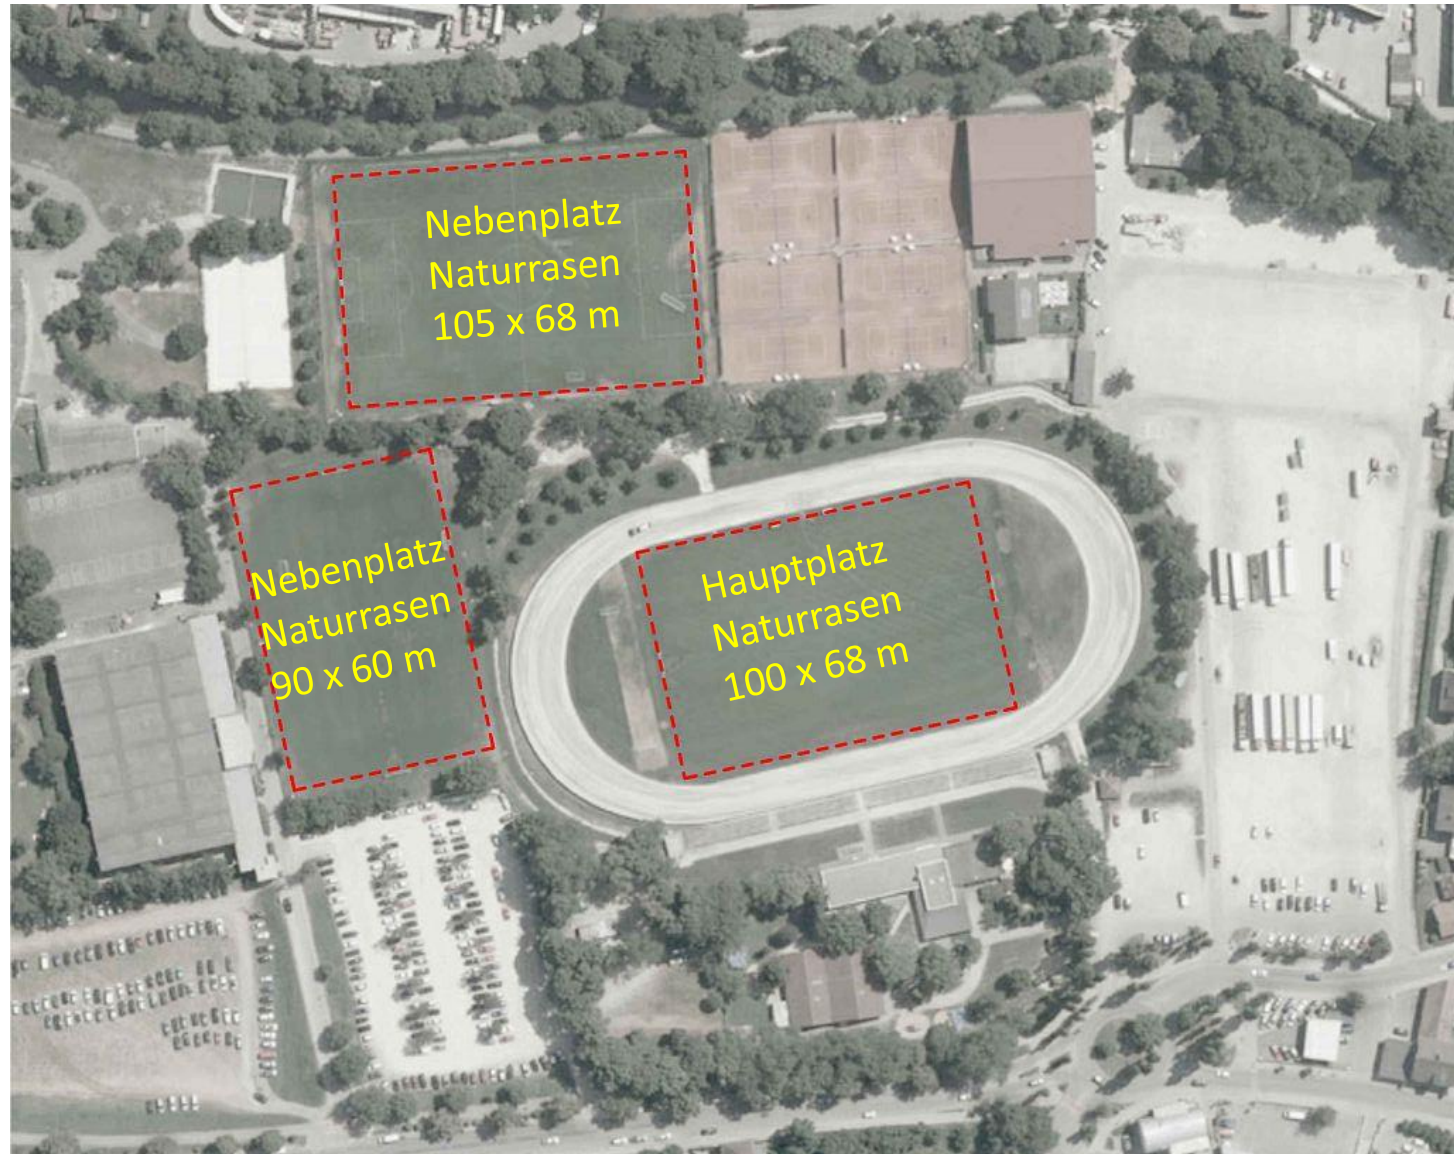 Nebenplatz
Naturrasen
105 x 68 m
Nebenplatz
Naturrasen
90 x 60 m
Hauptplatz
Naturrasen
100 x 68 m